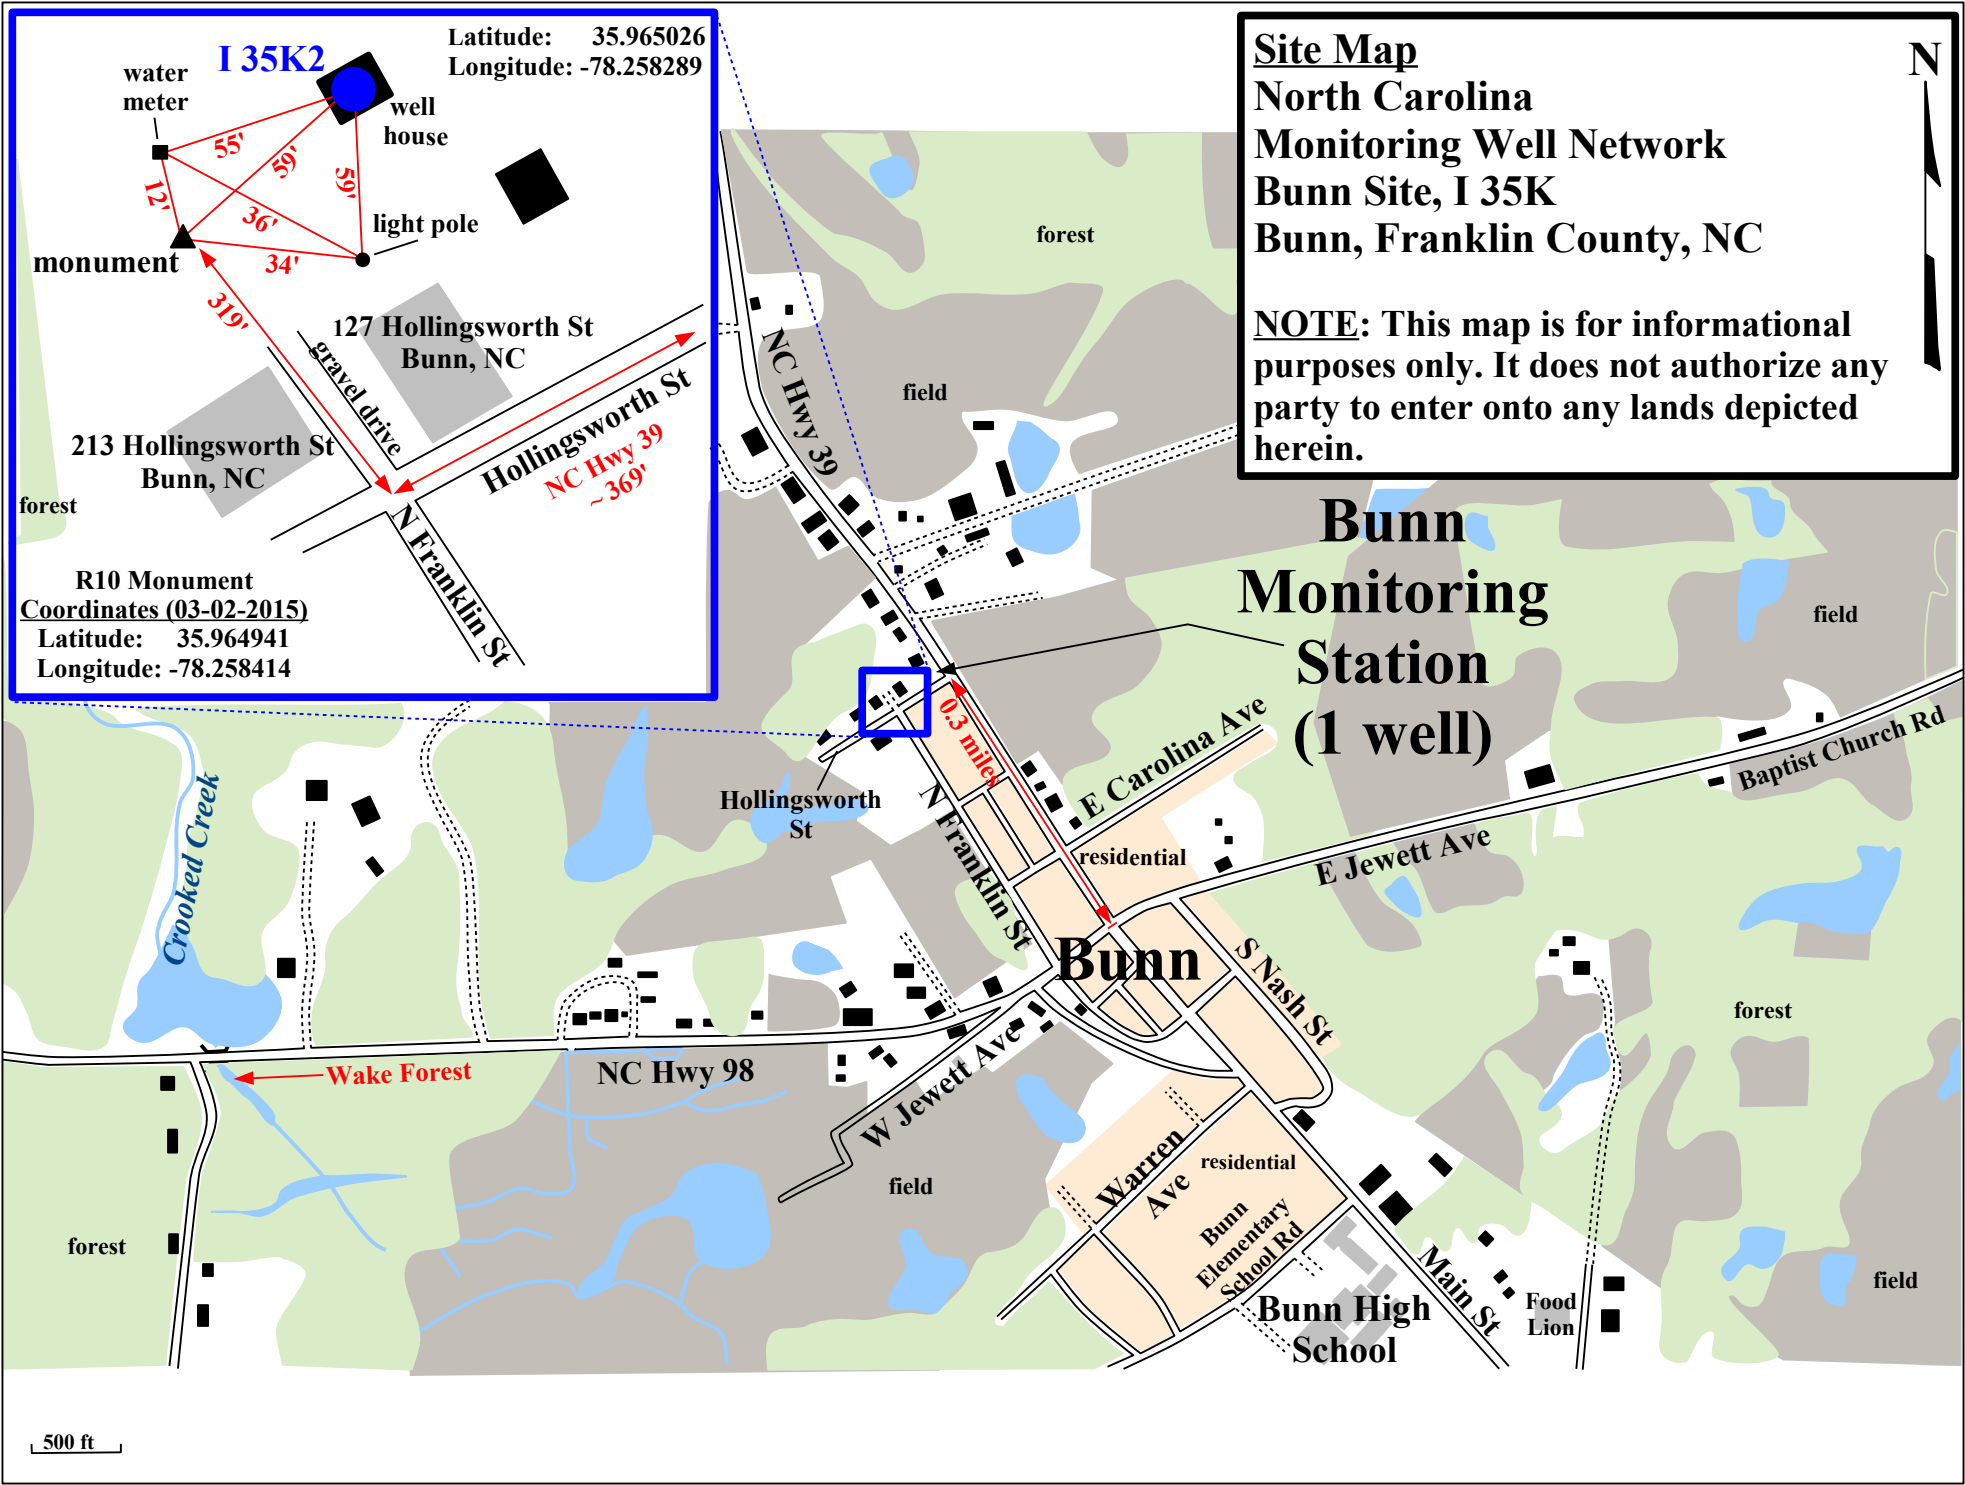 Latitude: 35.965026
Longitude: -78.258289
I 35K2
water
meter
well
house
55'
59'
59'
12'
36'
light pole
34'
monument
319'
127 Hollingsworth St
Bunn, NC
gravel drive
213 Hollingsworth St
Bunn, NC
Hollingsworth St
NC Hwy 39
~ 369'
forest
N Franklin St
R10 Monument
Coordinates (03-02-2015)
Latitude: 35.964941
Longitude: -78.258414
Site Map
North Carolina
Monitoring Well Network
Bunn Site, I 35K
Bunn, Franklin County, NC
NOTE: This map is for informational
purposes only. It does not authorize any
party to enter onto any lands depicted
herein.
N
forest
NC Hwy 39
field
Bunn
Monitoring
Station
(1 well)
field
0.3 miles
E Carolina Ave
Baptist Church Rd
Hollingsworth
St
N Franklin St
residential
E Jewett Ave
Crooked Creek
Bunn
S Nash St
forest
Wake Forest
NC Hwy 98
W Jewett Ave
Warren
Ave
residential
field
forest
Bunn
Elementary
School Rd
Main St
field
Bunn High
School
Food
Lion
500 ft